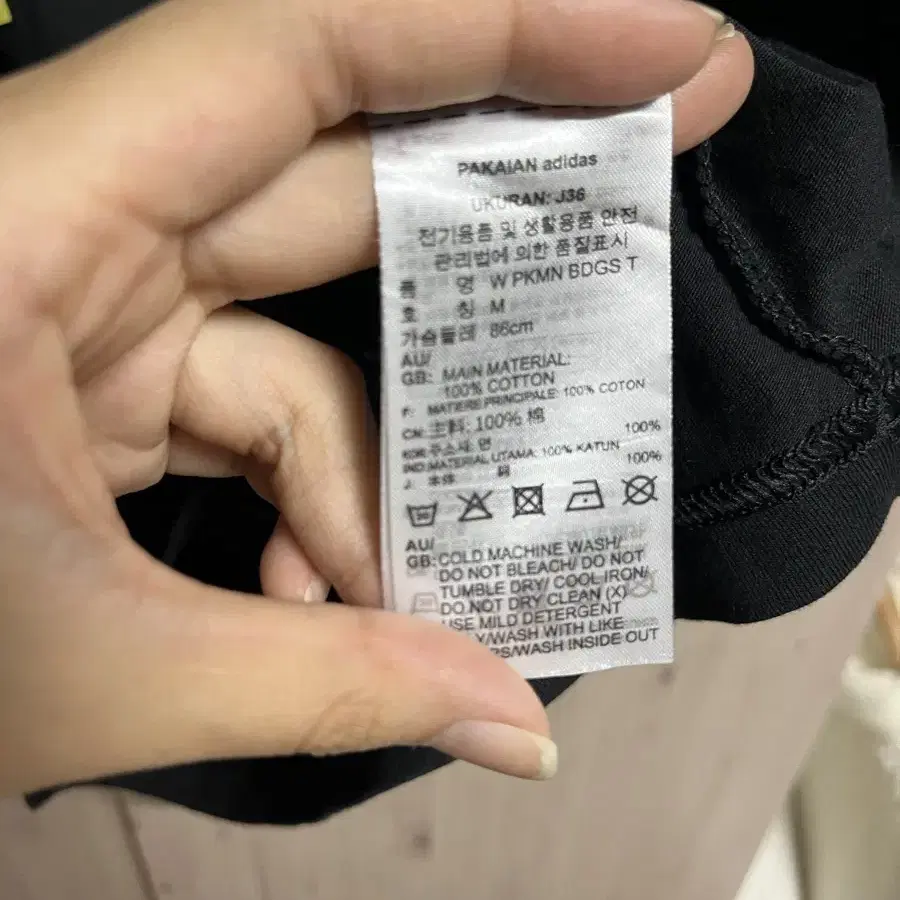 PAKAIAN adidas
UKURAN: J36
전기용품 및 생활용품 안전
관리법에 의한 품질표시
품 명 W PKMN BDGS T
호 칭 M
가슴둘레 86cm
AU/
GB: MAIN MATERIAL:
100% COTTON
F: MATIERE PRINCIPALE: 100% COTON
CN: 主料: 100% 棉
KOR: 주소재: 면 100%
IND: MATERIAL UTAMA: 100% KATUN
J. 本体 綿 100%
30
AU/
GB: COLD MACHINE WASH/
DO NOT BLEACH/ DO NOT
TUMBLE DRY/ COOL IRON/
DO NOT DRY CLEAN (X)
USE MILD DETERGENT
Y/WASH WITH LIKE
RS/WASH INSIDE OUT